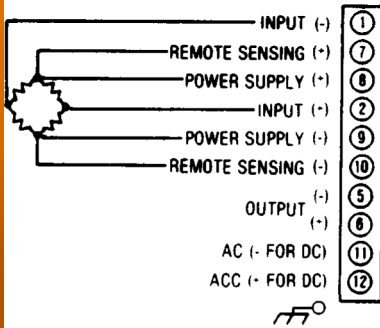 INPUT (-) 1
REMOTE SENSING (+) 7
POWER SUPPLY (+) 8
INPUT (+) 2
POWER SUPPLY (-) 9
REMOTE SENSING (-) 10
(-) 5
OUTPUT
(+) 6
AC (- FOR DC) 11
ACC (+ FOR DC) 12